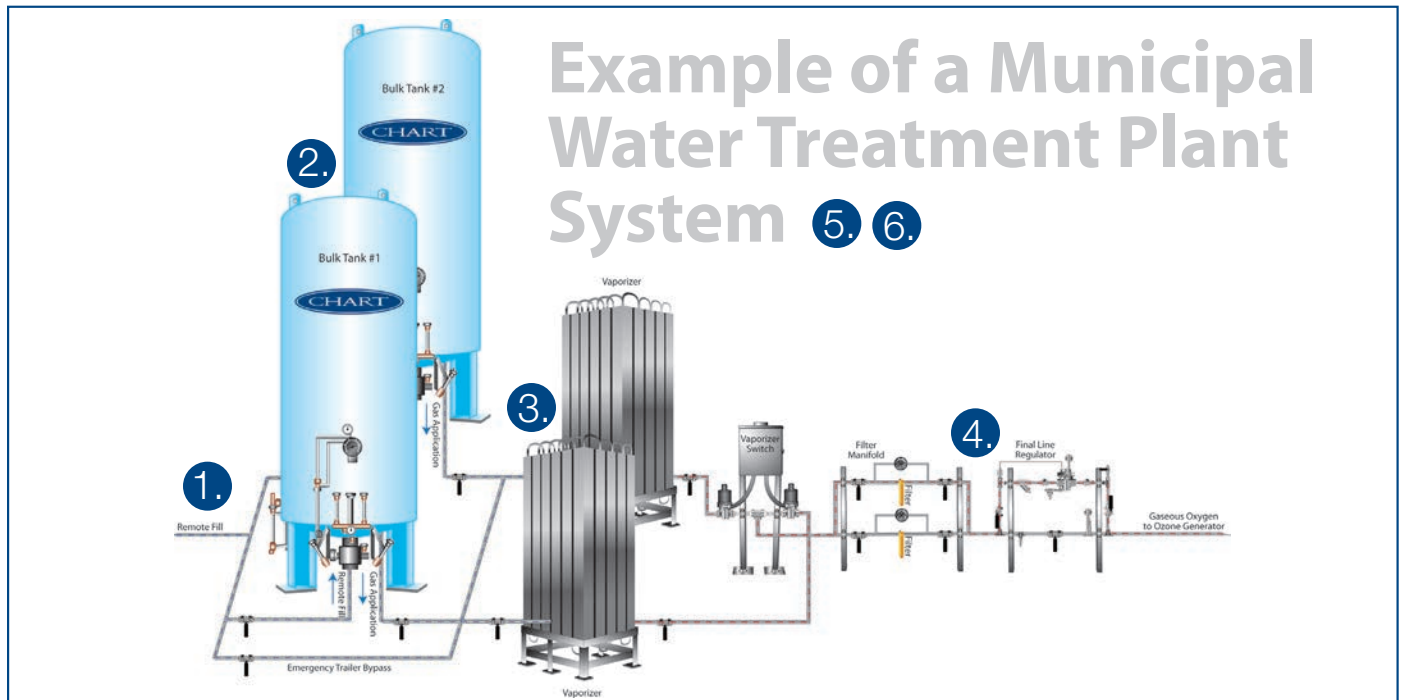 Example of a Municipal
Water Treatment Plant
System 5. 6.
Bulk Tank #2
CHART
2.
Bulk Tank #1
CHART
Vaporizer
3.
Gas Application
1.
Remote Fill
Vaporizer
Switch
Filter
Manifold
4.
Final Line
Regulator
Filter
Filter
Gaseous Oxygen
to Ozone Generator
Remote Fill
Gas Application
Emergency Trailer Bypass
Vaporizer